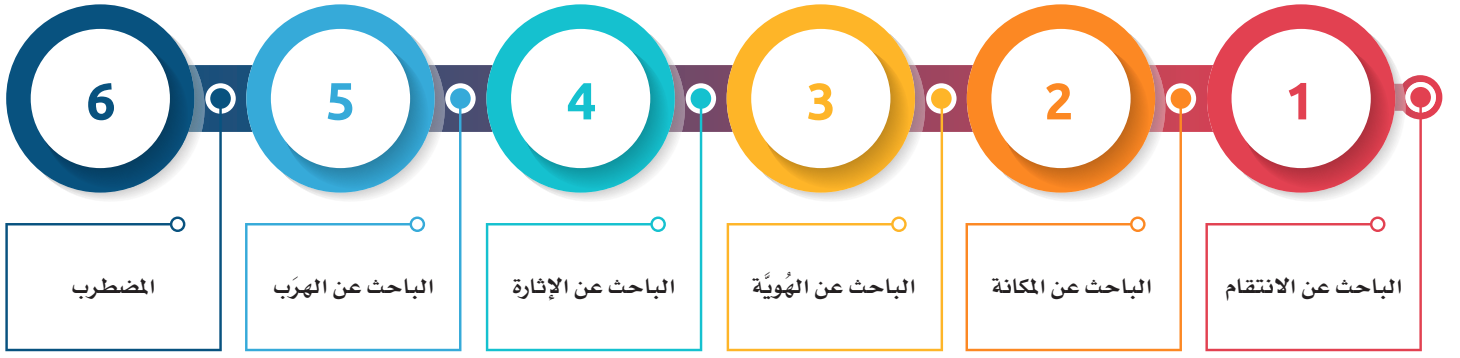 1
الباحث عن الانتقام
2
الباحث عن المكانة
3
الباحث عن الهُويَّة
4
الباحث عن الإثارة
5
الباحث عن الهرَب
6
المضطرب